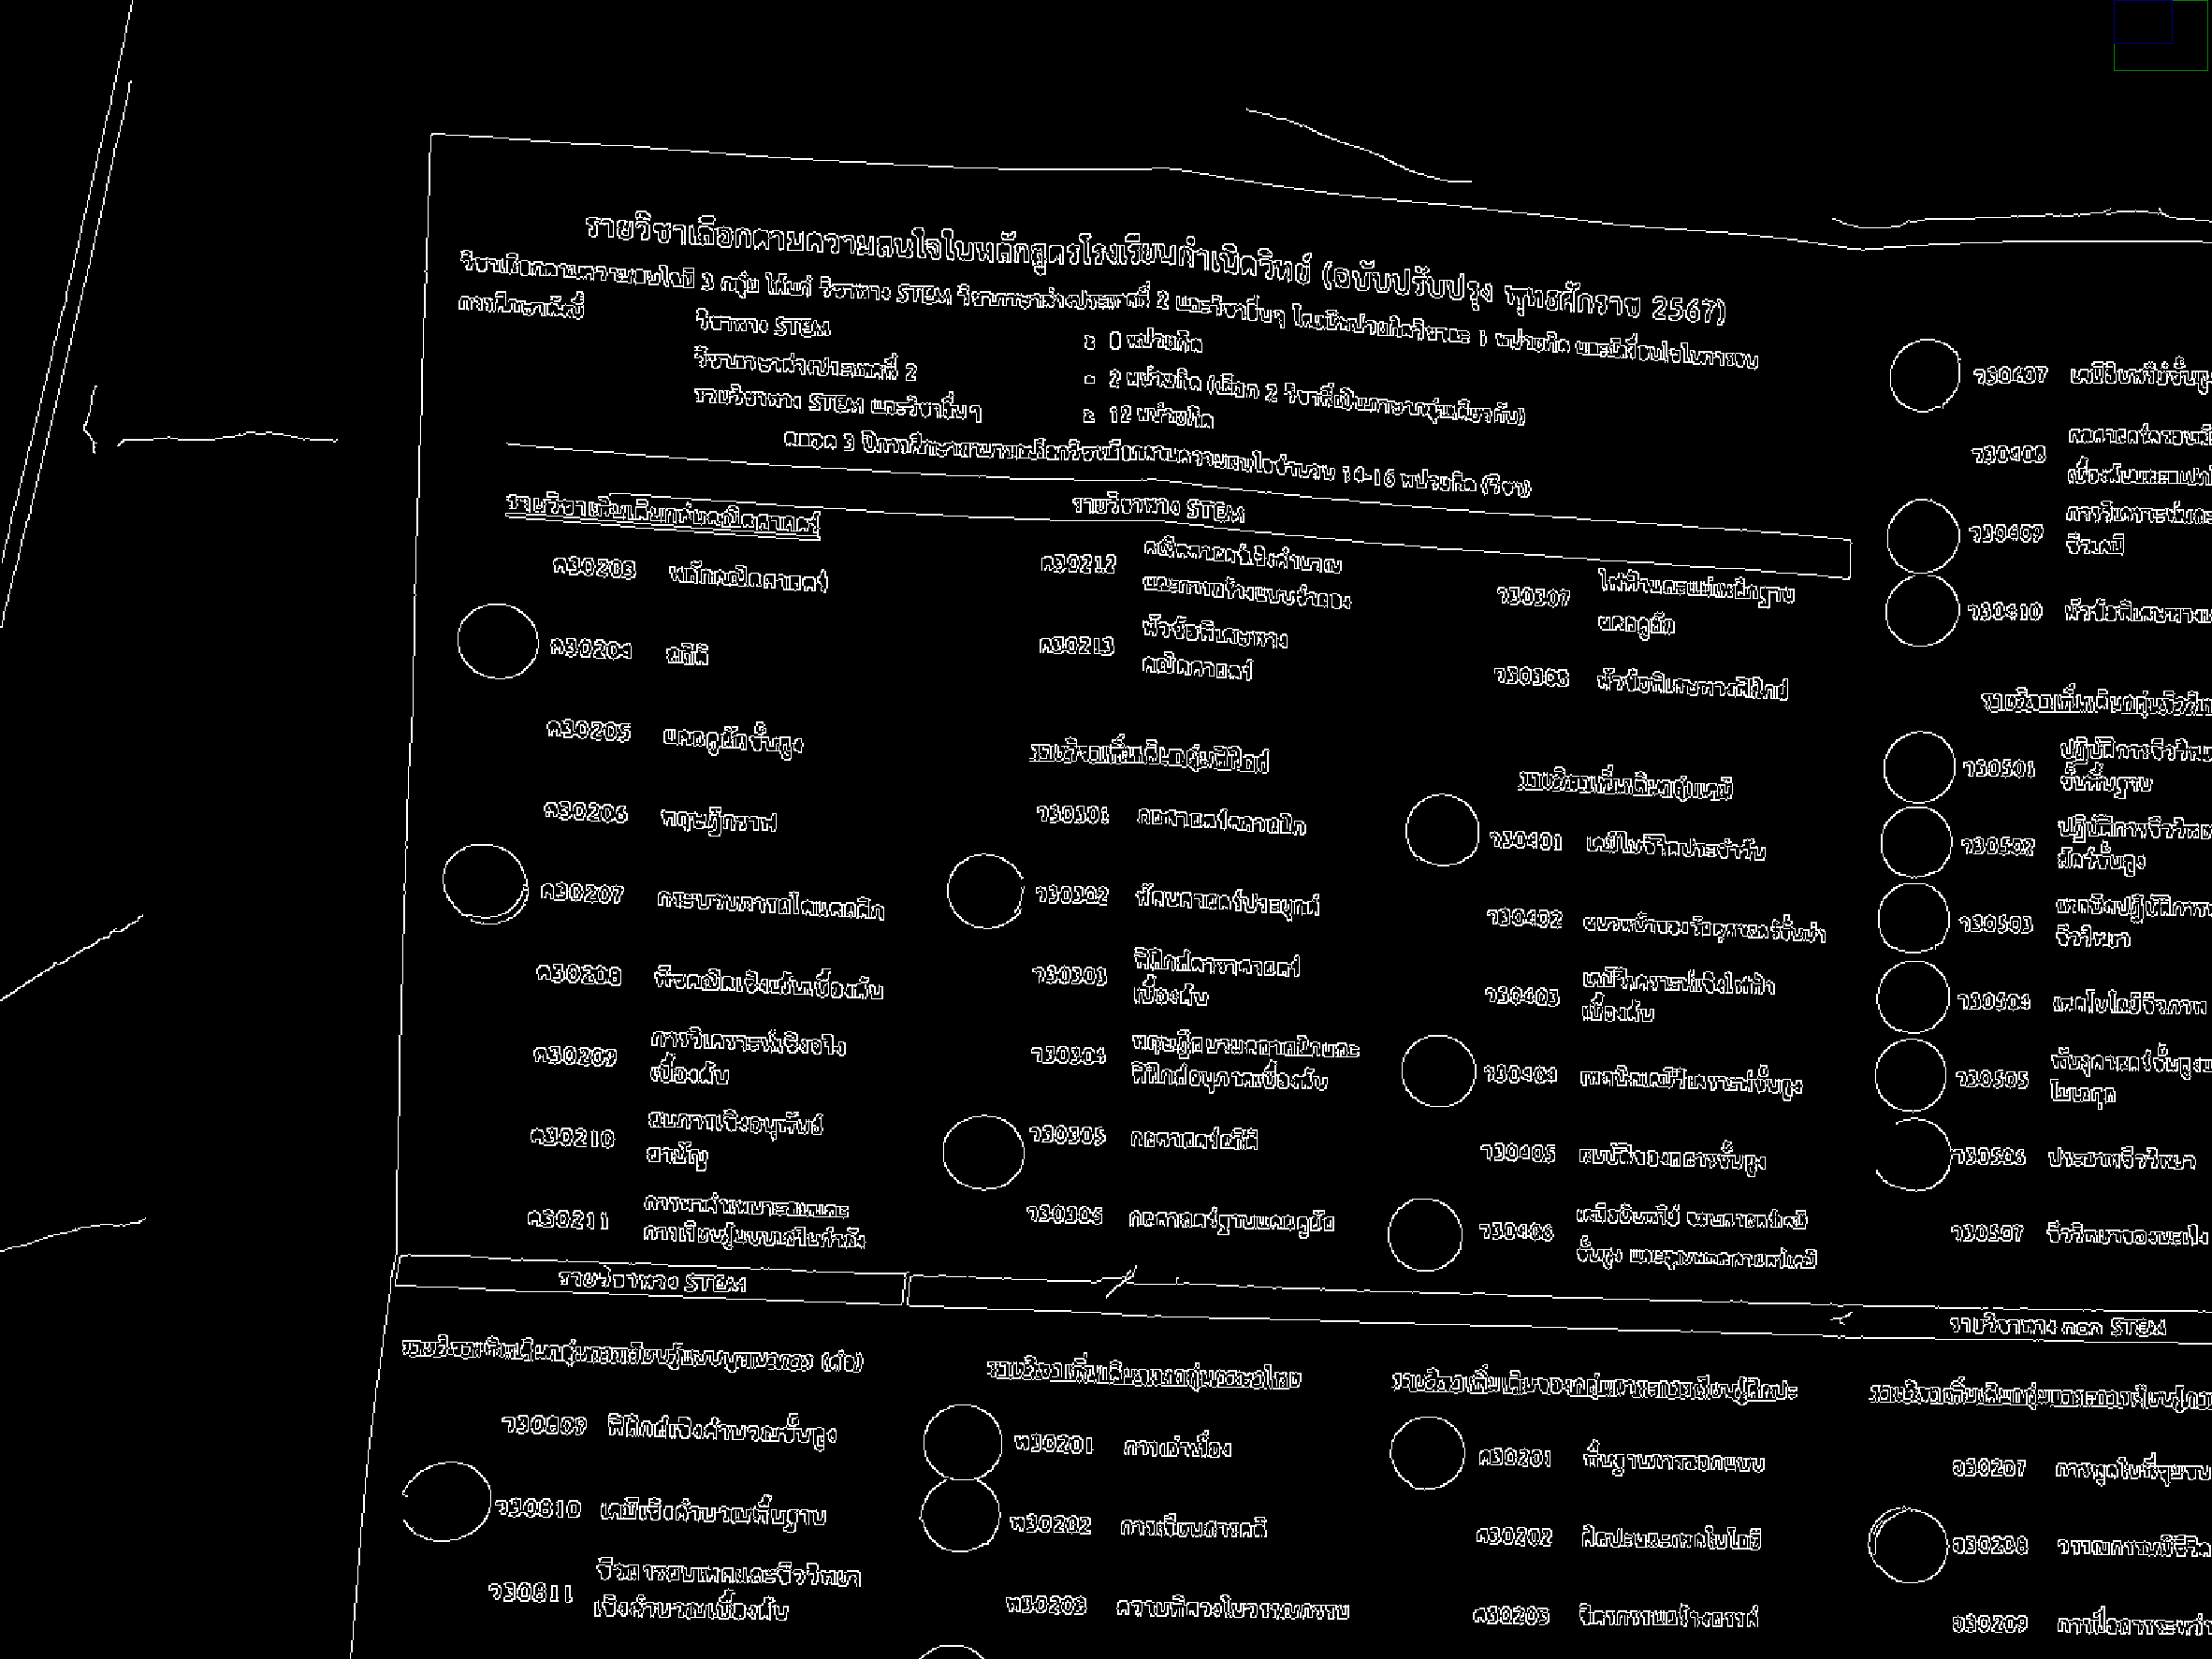 รายวิชาเลือกตามความสนใจในหลักสูตรโรงเรียนกำเนิดวิทย์ (ฉบับปรับปรุง พุทธศักราช 2567)
วิชาเลือกตามความสนใจมี 3 กลุ่ม ได้แก่ วิชาทาง STEM วิชาภาษาต่างประเทศที่ 2 และวิชาอื่นๆ โดยมีหน่วยกิตวิชาละ 1 หน่วยกิต และมีเงื่อนไขในการจบ
การศึกษาดังนี้
วิชาทาง STEM ≥ 0 หน่วยกิต
วิชาภาษาต่างประเทศที่ 2 = 2 หน่วยกิต (เลือก 2 วิชาที่เป็นภาษากลุ่มเดียวกัน)
รายวิชาทาง STEM และวิชาอื่นๆ ≥ 12 หน่วยกิต
ตลอด 3 ปีการศึกษาสามารถเลือกวิชาเลือกตามความสนใจจำนวน 14-16 หน่วยกิต (วิชา)
รายวิชาทาง STEM
รายวิชาเพิ่มเติมกลุ่มคณิตศาสตร์
ค30203 หลักคณิตศาสตร์
ค30204 สถิติ
ค30205 แคลคูลัสขั้นสูง
ค30206 ทฤษฎีกราฟ
ค30207 กระบวนการสโตแคสติก
ค30208 พีชคณิตเชิงเส้นเบื้องต้น
ค30209 การวิเคราะห์เชิงจริง
เบื้องต้น
ค30210 สมการเชิงอนุพันธ์
สามัญ
ค30211 การหาค่าเหมาะสมและ
การเรียนรู้แบบเสริมกำลัง
ค30212 คณิตศาสตร์เชิงคำนวณ
และการสร้างแบบจำลอง
ค30213 หัวข้อพิเศษทาง
คณิตศาสตร์
รายวิชาเพิ่มเติมกลุ่มฟิสิกส์
ว30301 กลศาสตร์คลาสสิก
ว30302 ทัศนศาสตร์ประยุกต์
ว30303 ฟิสิกส์ดาราศาสตร์
เบื้องต้น
ว30304 ทฤษฎีควอนตัมและ
ฟิสิกส์อนุภาคเบื้องต้น
ว30305 กลศาสตร์สถิติ
ว30306 กลศาสตร์ฐานแคลคูลัส
ว30307 ไฟฟ้าและแม่เหล็กฐาน
แคลคูลัส
ว30308 หัวข้อพิเศษทางฟิสิกส์
รายวิชาเพิ่มเติมกลุ่มเคมี
ว30401 เคมีในชีวิตประจำวัน
ว30402 แนวหน้าของวัสดุศาสตร์ชั้นนำ
ว30403 เคมีวิเคราะห์เชิงไฟฟ้า
เบื้องต้น
ว30404 เทคนิคเคมีวิเคราะห์ขั้นสูง
ว30405 สมบัติของสสารขั้นสูง
ว30406 เคมีอินทรีย์ จลนศาสตร์เคมี
ขั้นสูง และอุณหพลศาสตร์เคมี
ว30407 เคมีอินทรีย์ขั้นสูง
ว30408
ว30409 การวิเคราะห์และ
ชีวเคมี
ว30410 หัวข้อพิเศษทาง
รายวิชาเพิ่มเติมกลุ่มชีววิทยา
ว30501 ปฏิบัติการชีววิทยา
ขั้นพื้นฐาน
ว30502 ปฏิบัติการชีววิทยา
สัตว์ขั้นสูง
ว30503 เทคนิคปฏิบัติการ
ชีววิทยา
ว30504 เทคโนโลยีชีวภาพ
ว30505 พันธุศาสตร์ขั้นสูง
โมเลกุล
ว30506 ประสาทชีววิทยา
ว30507 ชีววิทยาของมะเร็ง
รายวิชาทาง STEM
รายวิชาทาง non STEM
รายวิชาเพิ่มเติมกลุ่มการเรียนรู้แบบบูรณาการ (ต่อ)
ว30809 ฟิสิกส์เชิงคำนวณขั้นสูง
ว30810 เคมีเชิงคำนวณพื้นฐาน
ว30811 ชีวสารสนเทศและชีววิทยา
เชิงคำนวณเบื้องต้น
รายวิชาเพิ่มเติมของกลุ่มภาษาไทย
ท30201 การเล่าเรื่อง
ท30202 การเขียนสารคดี
ท30203 ความหลากหลายในวรรณกรรม
รายวิชาเพิ่มเติมของกลุ่มสาระการเรียนรู้ศิลปะ
ศ30201 พื้นฐานการออกแบบ
ศ30202 ศิลปะและเทคโนโลยี
ศ30203 จิตรกรรมสร้างสรรค์
อ30207 การพูดในที่ชุมชน
อ30208 วรรณกรรมพินิจ
อ30209 การสื่อสารระหว่าง